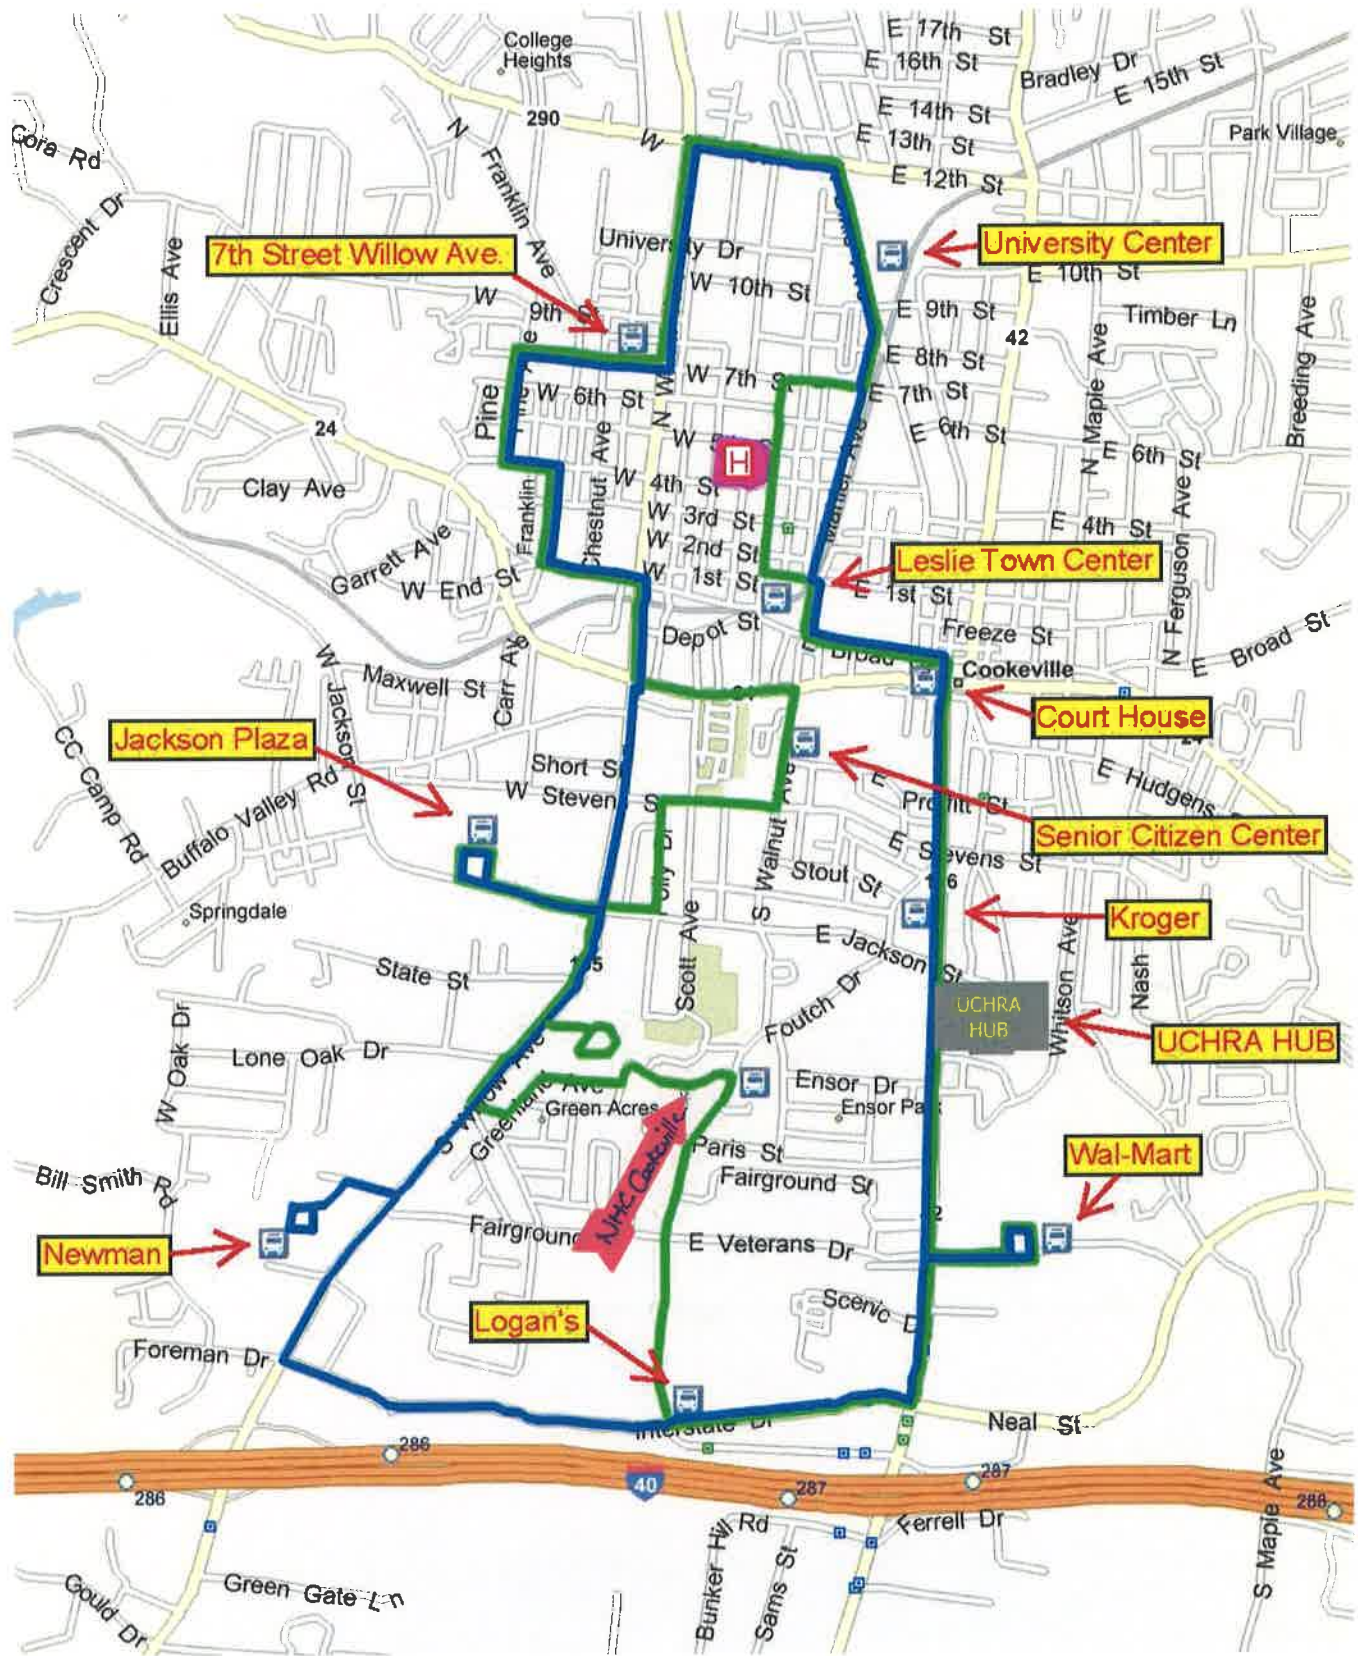 College
Heights
E 17th St
E 16th St
Bradley Dr
E 15th St
E 14th St
290
W
E 13th St
Park Village
Cora Rd
N Franklin Ave
E 12th St
Crescent Dr
Ellis Ave
7th Street Willow Ave.
University Dr
University Center
E 10th St
W 10th St
W 9th St
E 9th St
Timber Ln
42
N Maple Ave
Breeding Ave
E 8th St
W 7th St
E 7th St
Pine
W 6th St
N W
24
E 6th St
E 6th St
W
H
Clay Ave
W 4th St
Franklin
Chestnut Ave
W 3rd St
E 4th St
N Ferguson Ave
Garrett Ave
W 2nd St
Leslie Town Center
W End St
W 1st St
E 1st St
Depot St
Freeze St
E Broad St
E Broad
Cookeville
W Jackson St
Maxwell St
Carr Av
Court House
Jackson Plaza
CC Camp Rd
Short S
E Hudgens
Buffalo Valley Rd
W Stevens S
S Walnut Ave
E Proffitt St
Senior Citizen Center
E Stevens St
Stout St
Springdale
Scott Ave
Kroger
E Jackson St
State St
Whitson Ave
Nash
Foutch Dr
UCHRA
HUB
UCHRA HUB
W Oak Dr
Lone Oak Dr
S Willow Ave
Greenland Ave
Ensor Dr
Green Acres
Ensor Park
NHC Cookeville
Paris St
Wal-Mart
Bill Smith Rd
Fairground St
Newman
Fairground
E Veterans Dr
Logan's
Scenic D
Foreman Dr
Interstate Dr
Neal St
286
40
287
287
286
288
Bunker Hill Rd
Sams St
Ferrell Dr
S Maple Ave
Gould Dr
Green Gate Ln